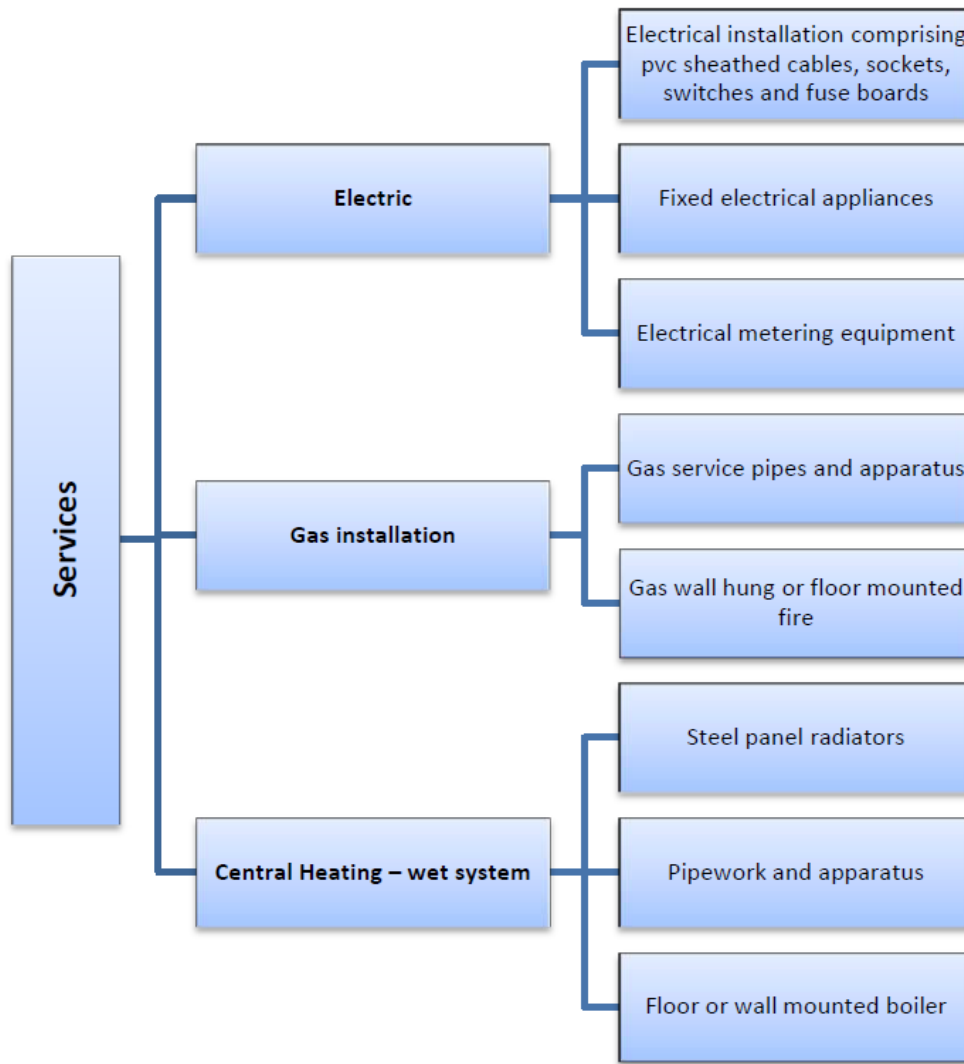 Services
Electric
Electrical installation comprising
pvc sheathed cables, sockets,
switches and fuse boards
Fixed electrical appliances
Electrical metering equipment
Gas installation
Gas service pipes and apparatus
Gas wall hung or floor mounted
fire
Central Heating – wet system
Steel panel radiators
Pipework and apparatus
Floor or wall mounted boiler